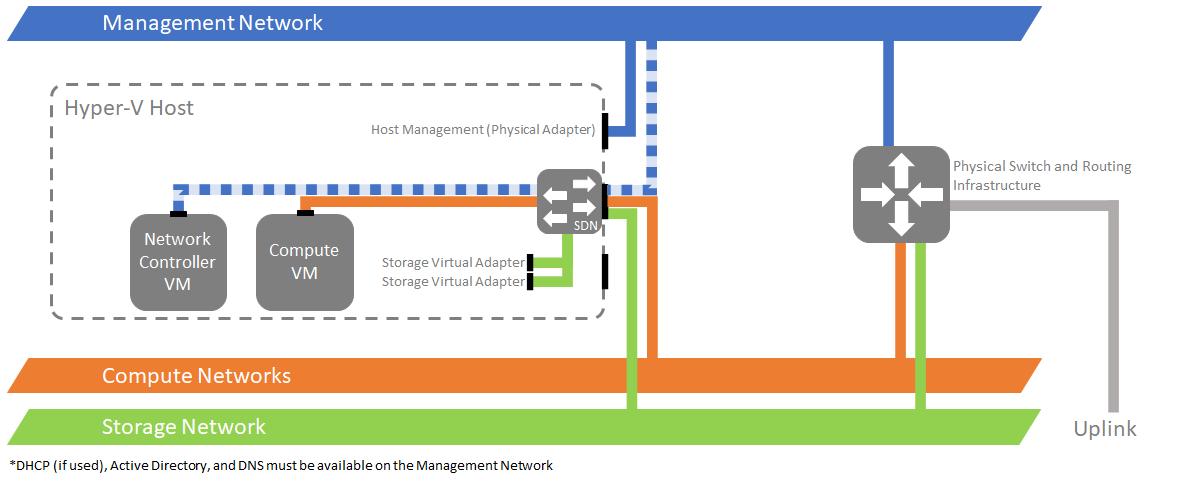 Management Network
Hyper-V Host
Host Management (Physical Adapter)
Physical Switch and Routing
Infrastructure
SDN
Network
Controller
VM
Compute
VM
Storage Virtual Adapter
Storage Virtual Adapter
Compute Networks
Storage Network
Uplink
*DHCP (if used), Active Directory, and DNS must be available on the Management Network